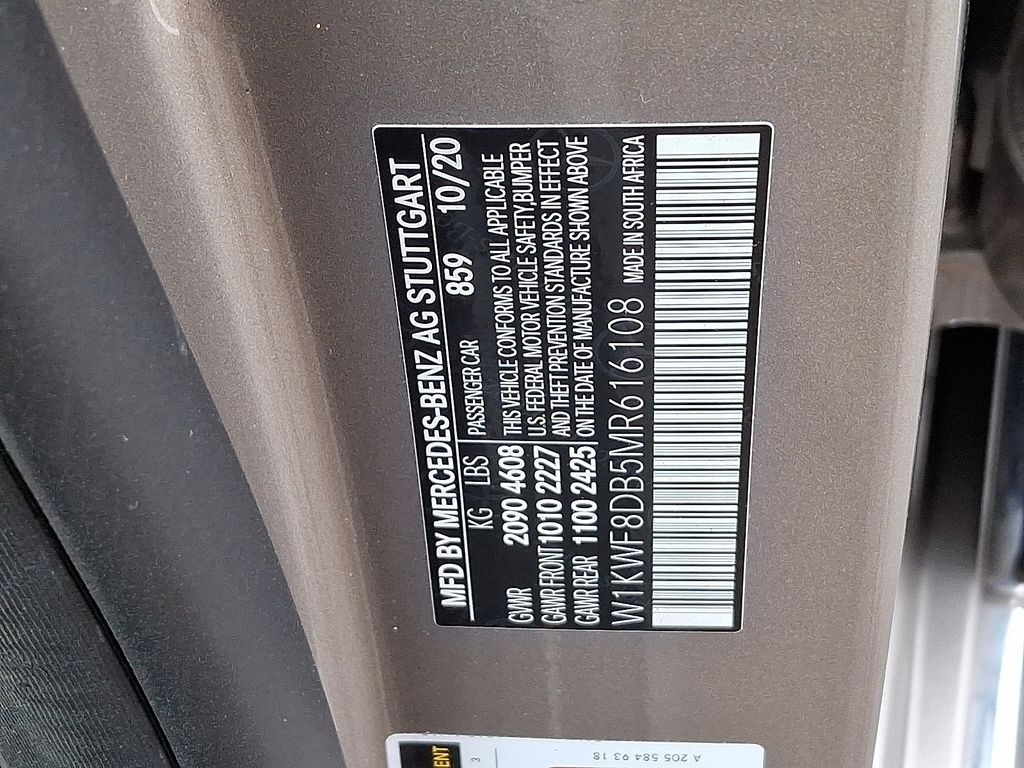 MFD BY MERCEDES-BENZ AG STUTTGART
KG LBS PASSENGER CAR 859 10/20
GVWR 2090 4608 THIS VEHICLE CONFORMS TO ALL APPLICABLE
GAWR FRONT 1010 2227 U.S. FEDERAL MOTOR VEHICLE SAFETY,BUMPER
GAWR REAR 1100 2425 AND THEFT PREVENTION STANDARDS IN EFFECT
ON THE DATE OF MANUFACTURE SHOWN ABOVE
W1KWF8DB5MR616108 MADE IN SOUTH AFRICA
ENT
3
A 205 584 93 18